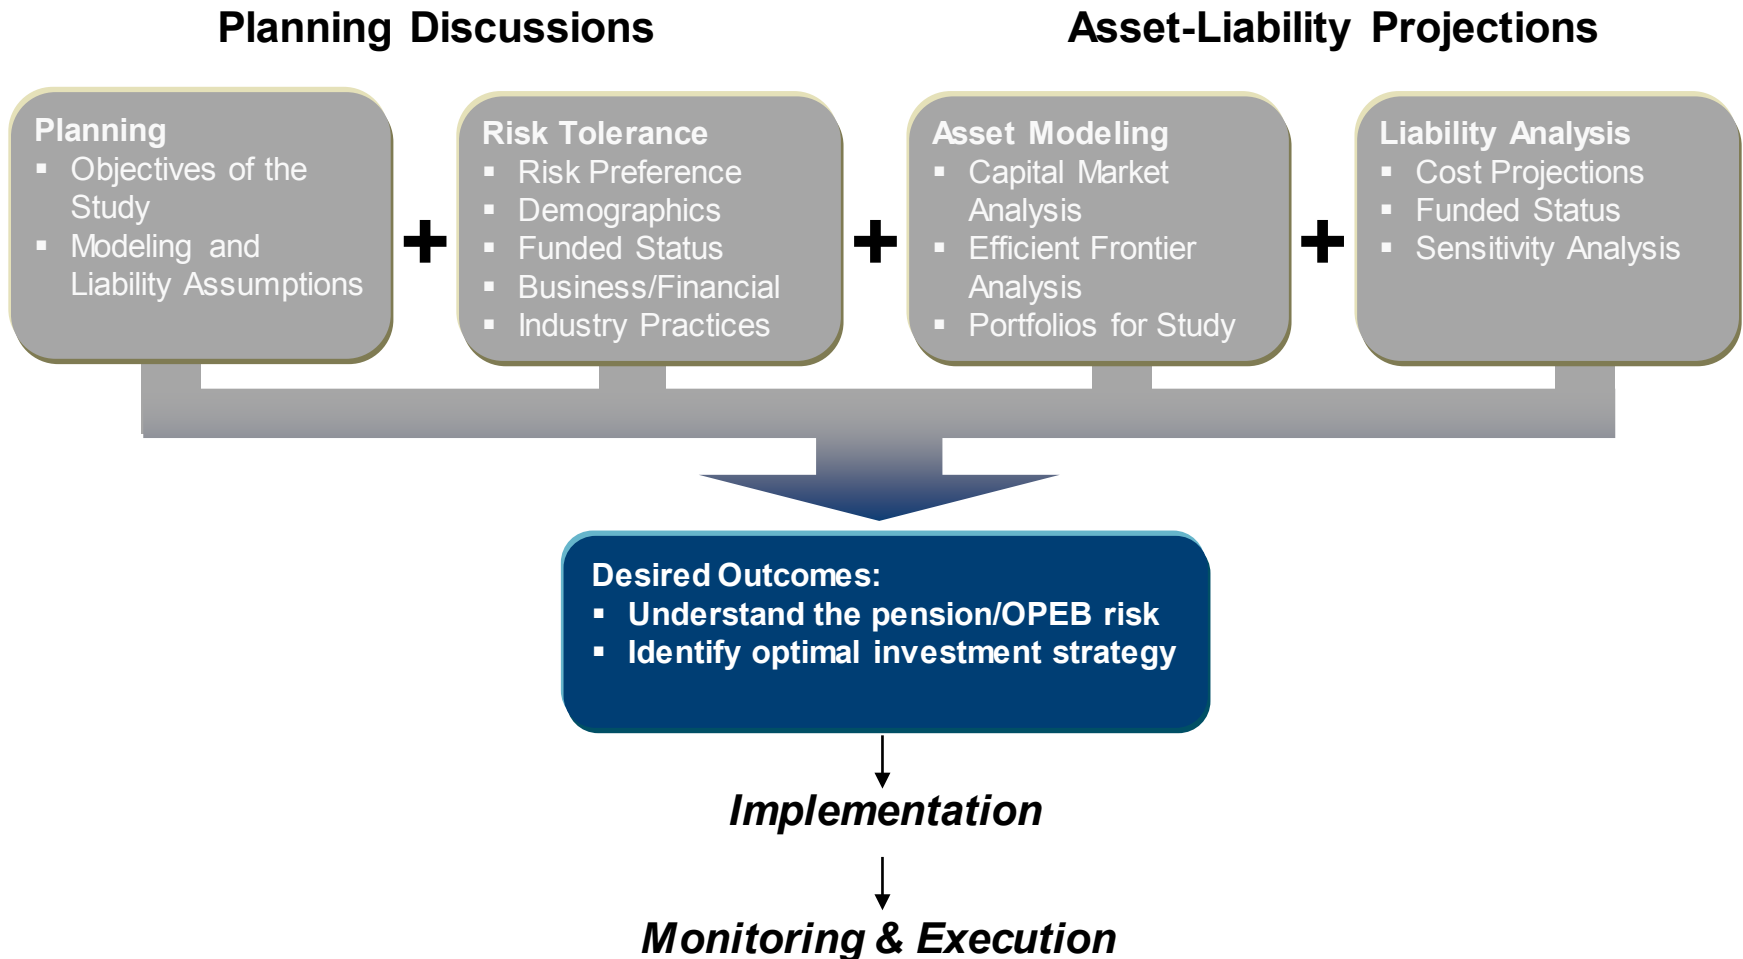 Planning Discussions
Asset-Liability Projections
Planning
▪ Objectives of the
Study
▪ Modeling and
Liability Assumptions
+
Risk Tolerance
▪ Risk Preference
▪ Demographics
▪ Funded Status
▪ Business/Financial
▪ Industry Practices
+
Asset Modeling
▪ Capital Market
Analysis
▪ Efficient Frontier
Analysis
▪ Portfolios for Study
+
Liability Analysis
▪ Cost Projections
▪ Funded Status
▪ Sensitivity Analysis
Desired Outcomes:
▪ Understand the pension/OPEB risk
▪ Identify optimal investment strategy
Implementation
Monitoring & Execution